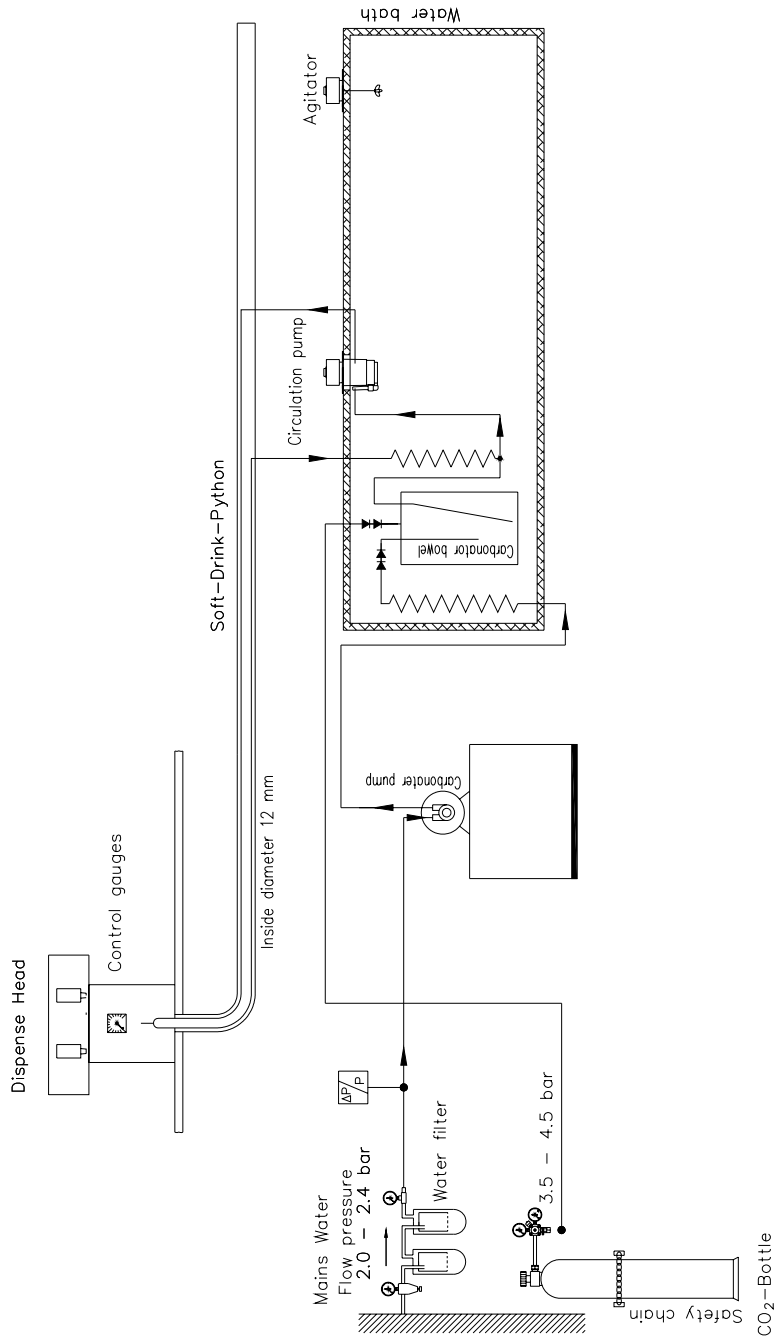 Water bath
Agitator
Circulation pump
Soft-Drink-Python
Carbonator bowel
Carbonater pump
Inside diameter 12 mm
Control gauges
Dispense Head
ΔP/P
Water filter
Mains Water
Flow pressure
2.0 - 2.4 bar
3.5 - 4.5 bar
Safety chain
CO₂-Bottle